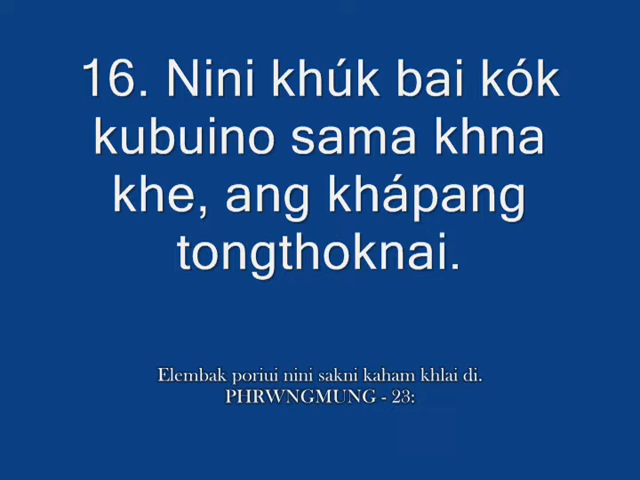 16. Nini khúk bai kók
kubuino sama khna
khe, ang khápang
tongthoknai.
Elembak poriui nini sakni kaham khlai di.
PHRWNGMUNG - 23: